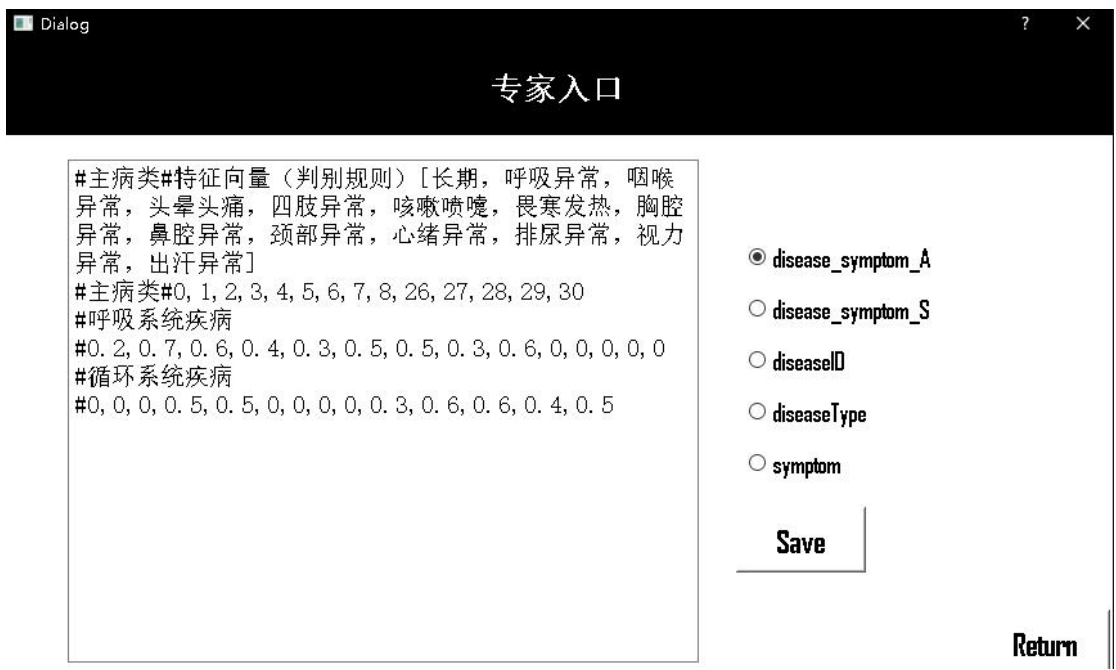 Dialog
?
×
专家入口
#主病类#特征向量（判别规则）[长期，呼吸异常，咽喉
异常，头晕头痛，四肢异常，咳嗽喷嚏，畏寒发热，胸腔
异常，鼻腔异常，颈部异常，心绪异常，排尿异常，视力
异常，出汗异常]
#主病类#0,1,2,3,4,5,6,7,8,26,27,28,29,30
#呼吸系统疾病
#0.2,0.7,0.6,0.4,0.3,0.5,0.5,0.3,0.6,0,0,0,0,0
#循环系统疾病
#0,0,0,0.5,0.5,0,0,0,0,0.3,0.6,0.6,0.4,0.5
disease_symptom_A
disease_symptom_S
diseaseID
diseaseType
symptom
Save
Return